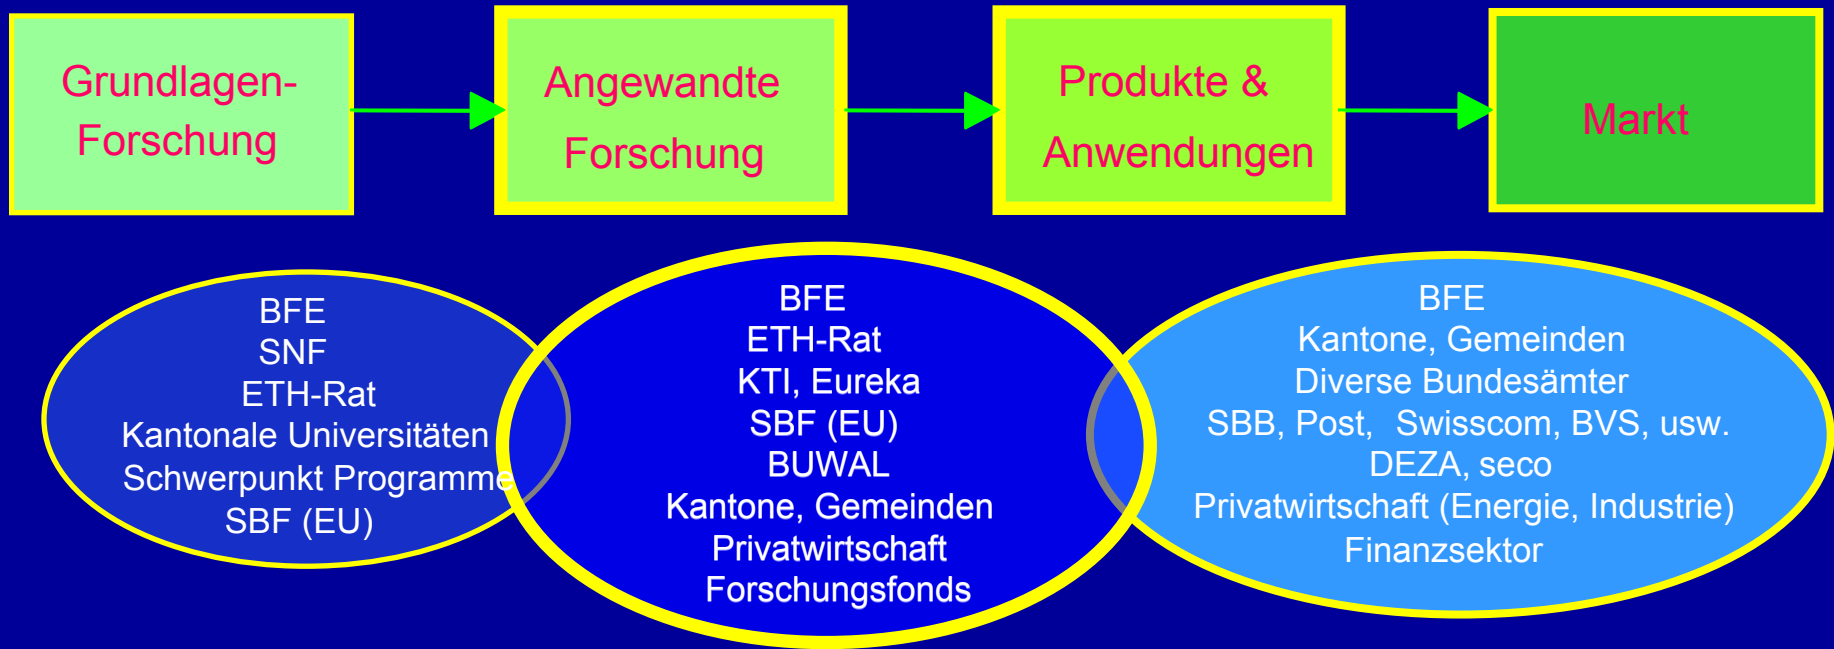 Grundlagen-
Forschung
Angewandte
Forschung
Produkte &
Anwendungen
Markt
BFE
SNF
ETH-Rat
Kantonale Universitäten
Schwerpunkt Programme
SBF (EU)
BFE
ETH-Rat
KTI, Eureka
SBF (EU)
BUWAL
Kantone, Gemeinden
Privatwirtschaft
Forschungsfonds
BFE
Kantone, Gemeinden
Diverse Bundesämter
SBB, Post, Swisscom, BVS, usw.
DEZA, seco
Privatwirtschaft (Energie, Industrie)
Finanzsektor